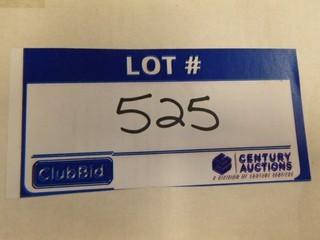 LOT #
525
ClubBid
CENTURY
AUCTIONS
A DIVISION OF CENTURY SERVICES